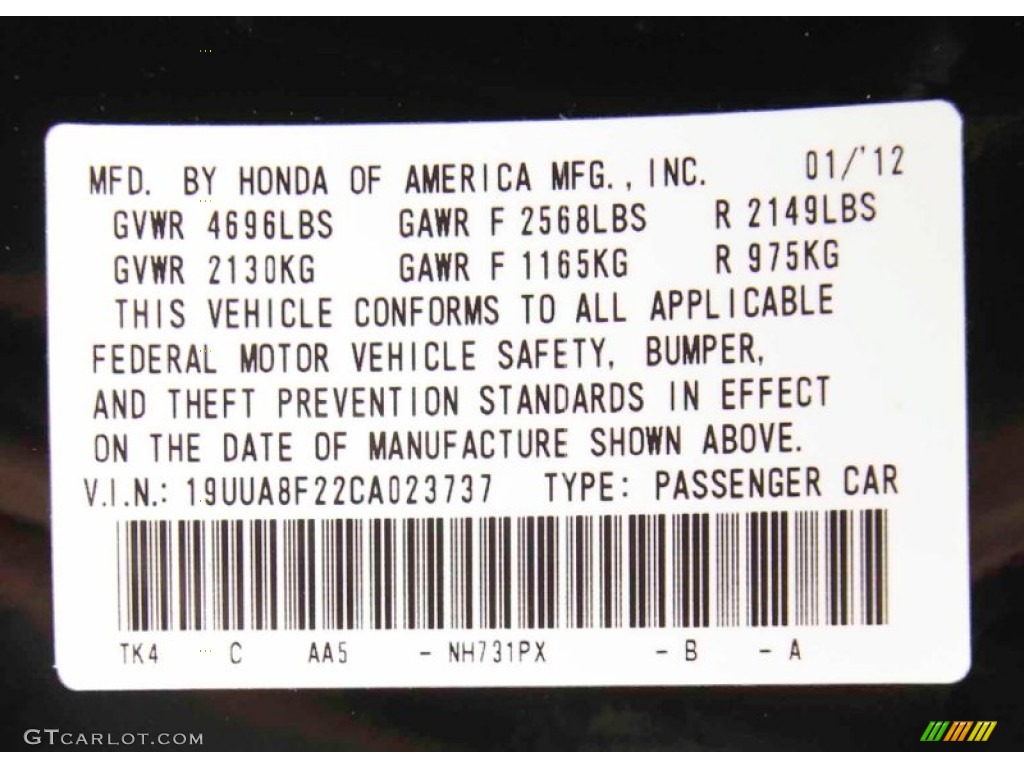 MFD. BY HONDA OF AMERICA MFG., INC. 01/'12
GVWR 4696LBS GAWR F 2568LBS R 2149LBS
GVWR 2130KG GAWR F 1165KG R 975KG
THIS VEHICLE CONFORMS TO ALL APPLICABLE
FEDERAL MOTOR VEHICLE SAFETY, BUMPER,
AND THEFT PREVENTION STANDARDS IN EFFECT
ON THE DATE OF MANUFACTURE SHOWN ABOVE.
V.I.N.: 19UUA8F22CA023737 TYPE: PASSENGER CAR
TK4 C AA5 - NH731PX - B - A
GTCARLOT.COM